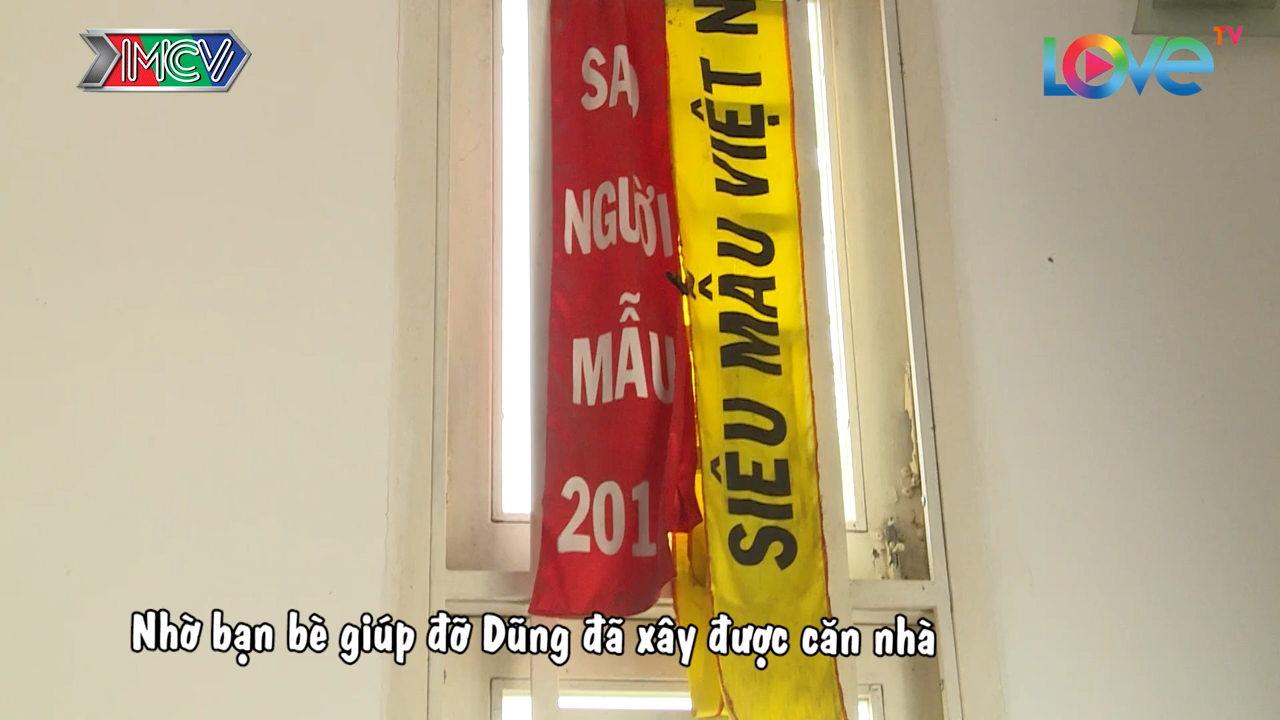 MCV
LOVE TV
SA
NGƯỜI
MẪU
201
SIÊU MẪU VIỆT N
Nhờ bạn bè giúp đỡ Dũng đã xây được căn nhà